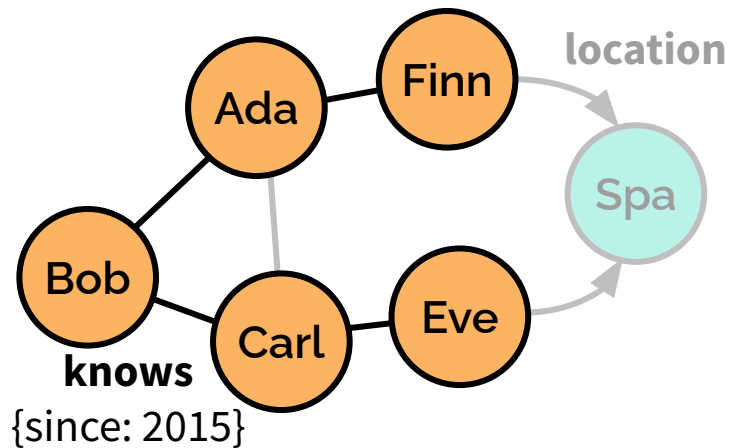 location
Finn
Ada
Spa
Bob
Eve
Carl
knows
{since: 2015}